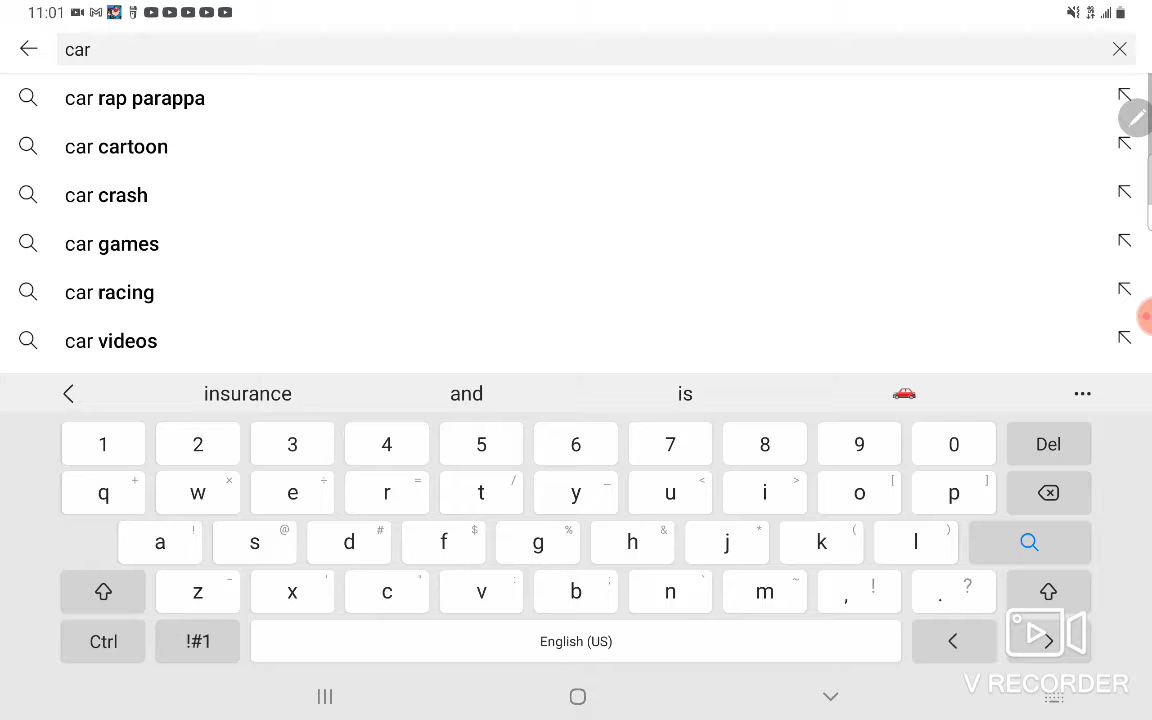 11:01
car
car rap parappa
car cartoon
car crash
car games
car racing
car videos
insurance and is
1 2 3 4 5 6 7 8 9 0 Del
q + w × e ÷ r = t / y _ u < i > o [ p ]
a ! s @ d # f $ g % h & j * k ( l )
z - x ' c " v : b ; n ` m ~ , ! . ?
Ctrl !#1 English (US) < >
V RECORDER